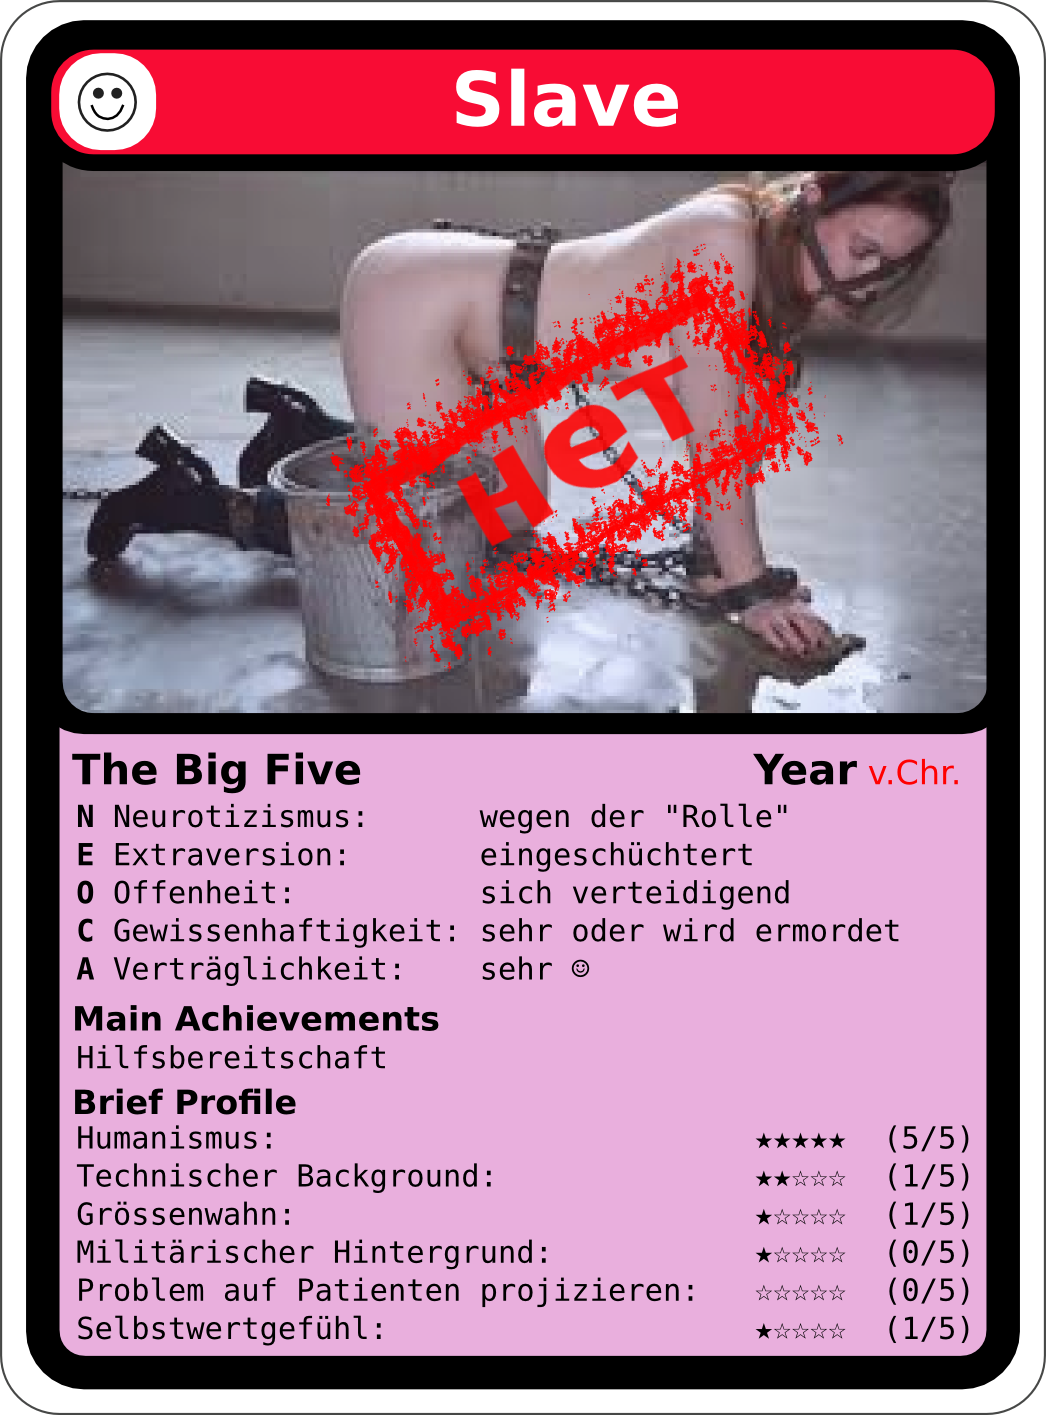 Slave
нет
The Big Five
Year v.Chr.
N Neurotizismus: wegen der "Rolle"
E Extraversion: eingeschüchtert
O Offenheit: sich verteidigend
C Gewissenhaftigkeit: sehr oder wird ermordet
A Verträglichkeit: sehr ☺
Main Achievements
Hilfsbereitschaft
Brief Profile
Humanismus: ★★★★★ (5/5)
Technischer Background: ★★☆☆☆ (1/5)
Grössenwahn: ★☆☆☆☆ (1/5)
Militärischer Hintergrund: ★☆☆☆☆ (0/5)
Problem auf Patienten projizieren: ☆☆☆☆☆ (0/5)
Selbstwertgefühl: ★☆☆☆☆ (1/5)